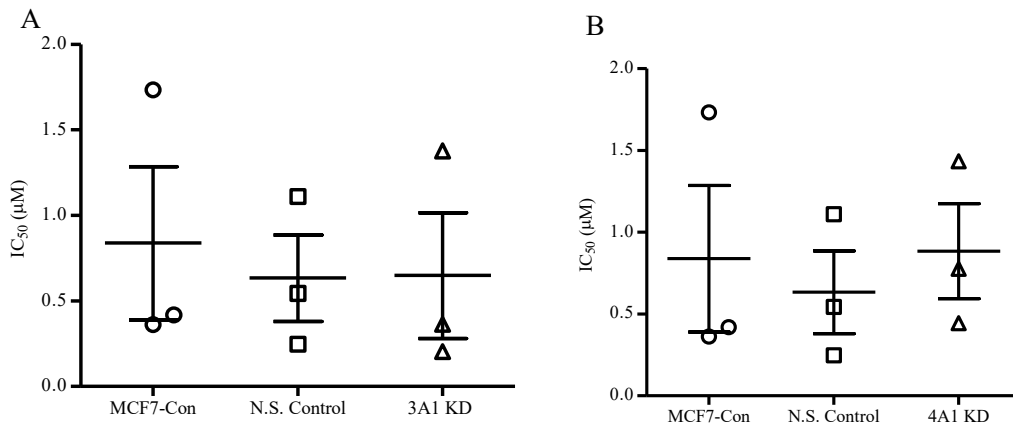 A
IC50 (μM)
2.0
1.5
1.0
0.5
0.0
MCF7-Con N.S. Control 3A1 KD
B
IC50 (μM)
2.0
1.5
1.0
0.5
0.0
MCF7-Con N.S. Control 4A1 KD